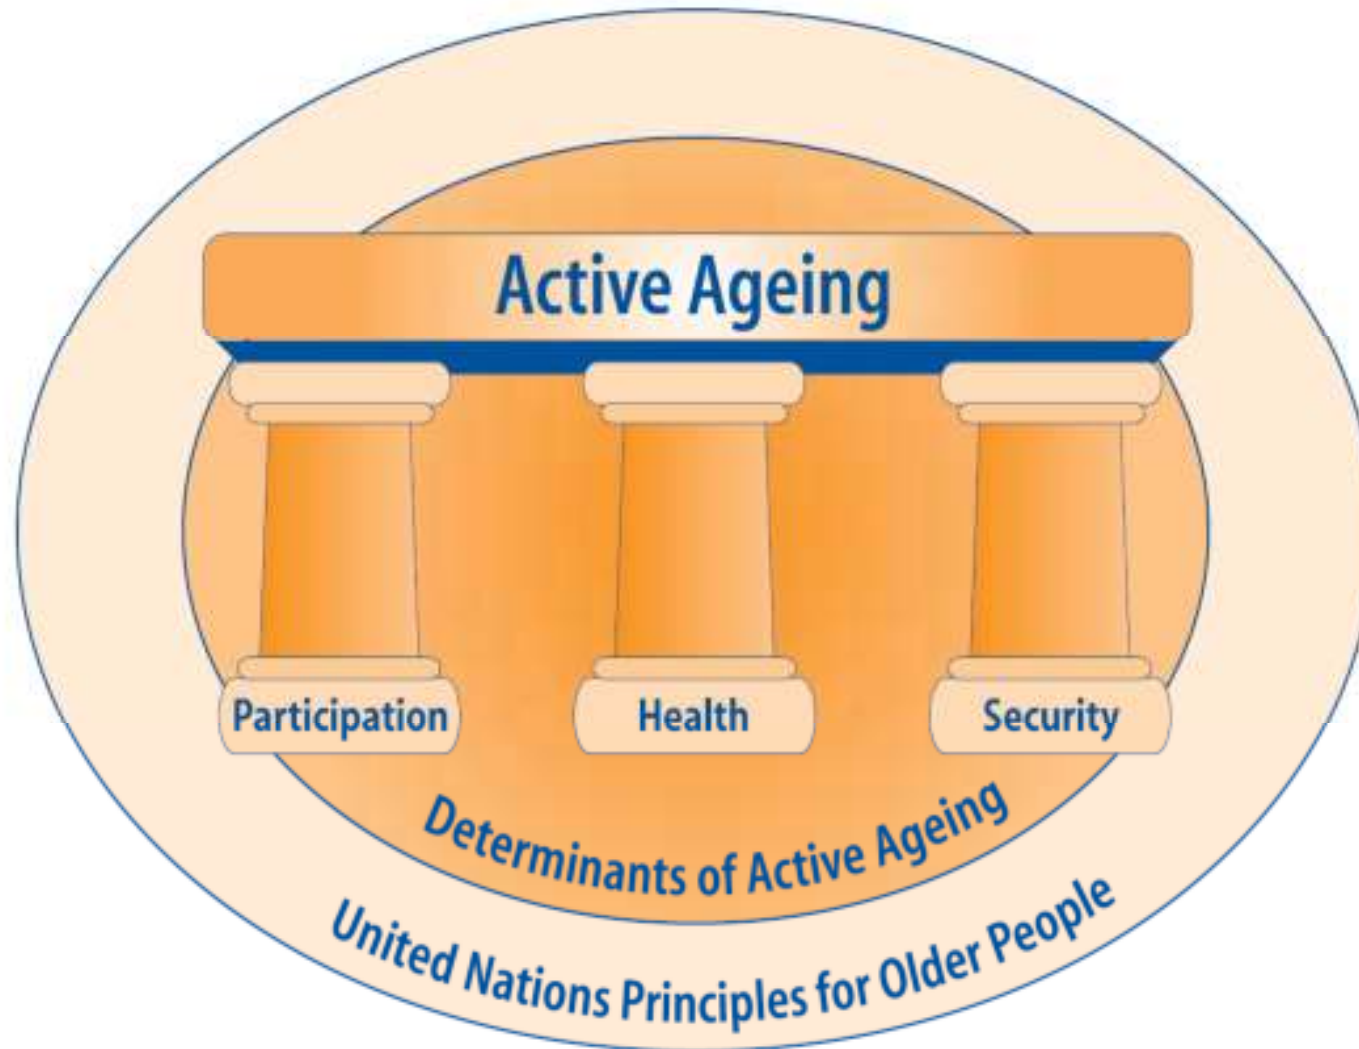 Active Ageing
Participation
Health
Security
Determinants of Active Ageing
United Nations Principles for Older People